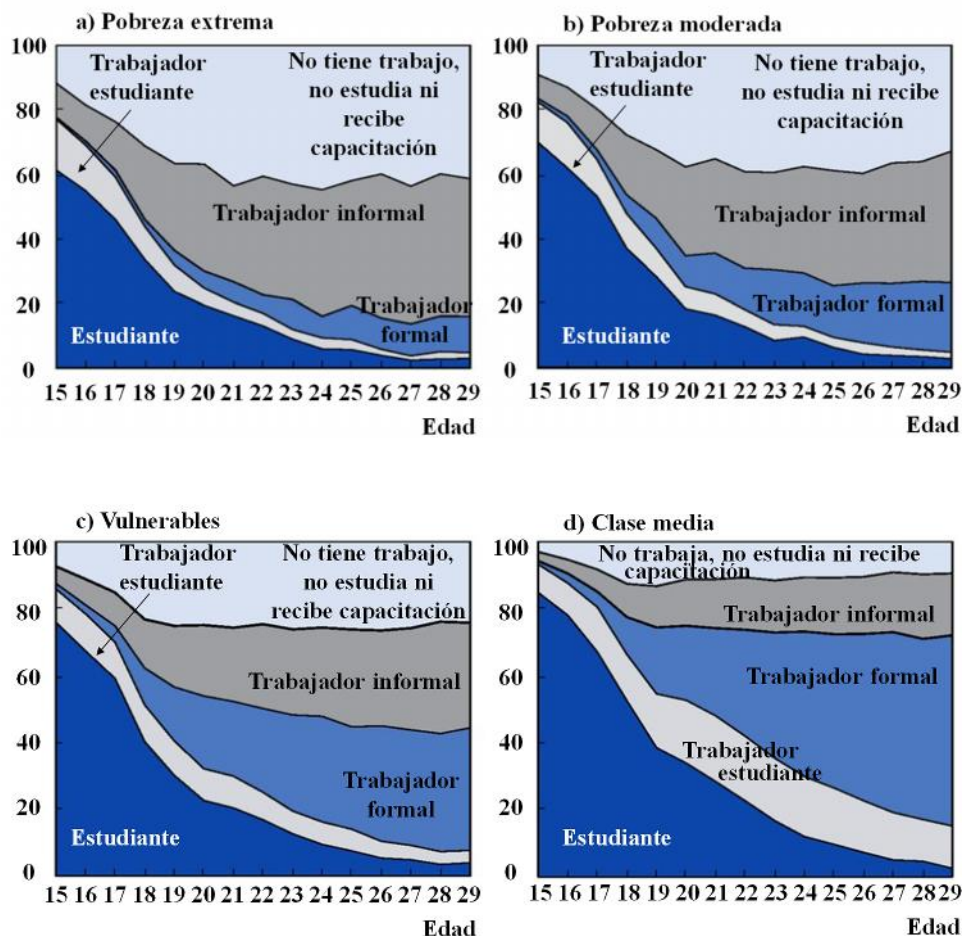 a) Pobreza extrema
100
80
60
40
20
0
Trabajador
estudiante
No tiene trabajo,
no estudia ni
recibe
capacitación
Trabajador informal
Trabajador
formal
Estudiante
15 16 17 18 19 20 21 22 23 24 25 26 27 28 29
Edad
b) Pobreza moderada
100
80
60
40
20
0
Trabajador
estudiante
No tiene trabajo,
no estudia ni recibe
capacitación
Trabajador informal
Trabajador formal
Estudiante
15 16 17 18 19 20 21 22 23 24 25 26 27 28 29
Edad
c) Vulnerables
100
80
60
40
20
0
Trabajador
estudiante
No tiene trabajo,
no estudia ni
recibe capacitación
Trabajador informal
Trabajador
formal
Estudiante
15 16 17 18 19 20 21 22 23 24 25 26 27 28 29
Edad
d) Clase media
100
80
60
40
20
0
No trabaja, no estudia ni recibe
capacitación
Trabajador informal
Trabajador formal
Trabajador
estudiante
Estudiante
15 16 17 18 19 20 21 22 23 24 25 26 27 28 29
Edad